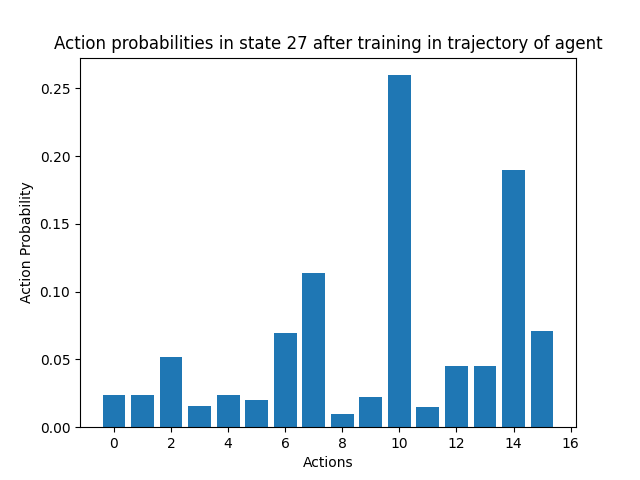 Action probabilities in state 27 after training in trajectory of agent
0.25
0.20
0.15
0.10
0.05
0.00
Action Probability
0 2 4 6 8 10 12 14 16
Actions